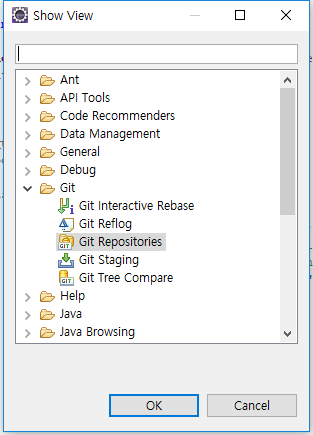 Show View
Ant
API Tools
Code Recommenders
Data Management
General
Debug
Git
Git Interactive Rebase
Git Reflog
Git Repositories
Git Staging
Git Tree Compare
Help
Java
Java Browsing
OK
Cancel